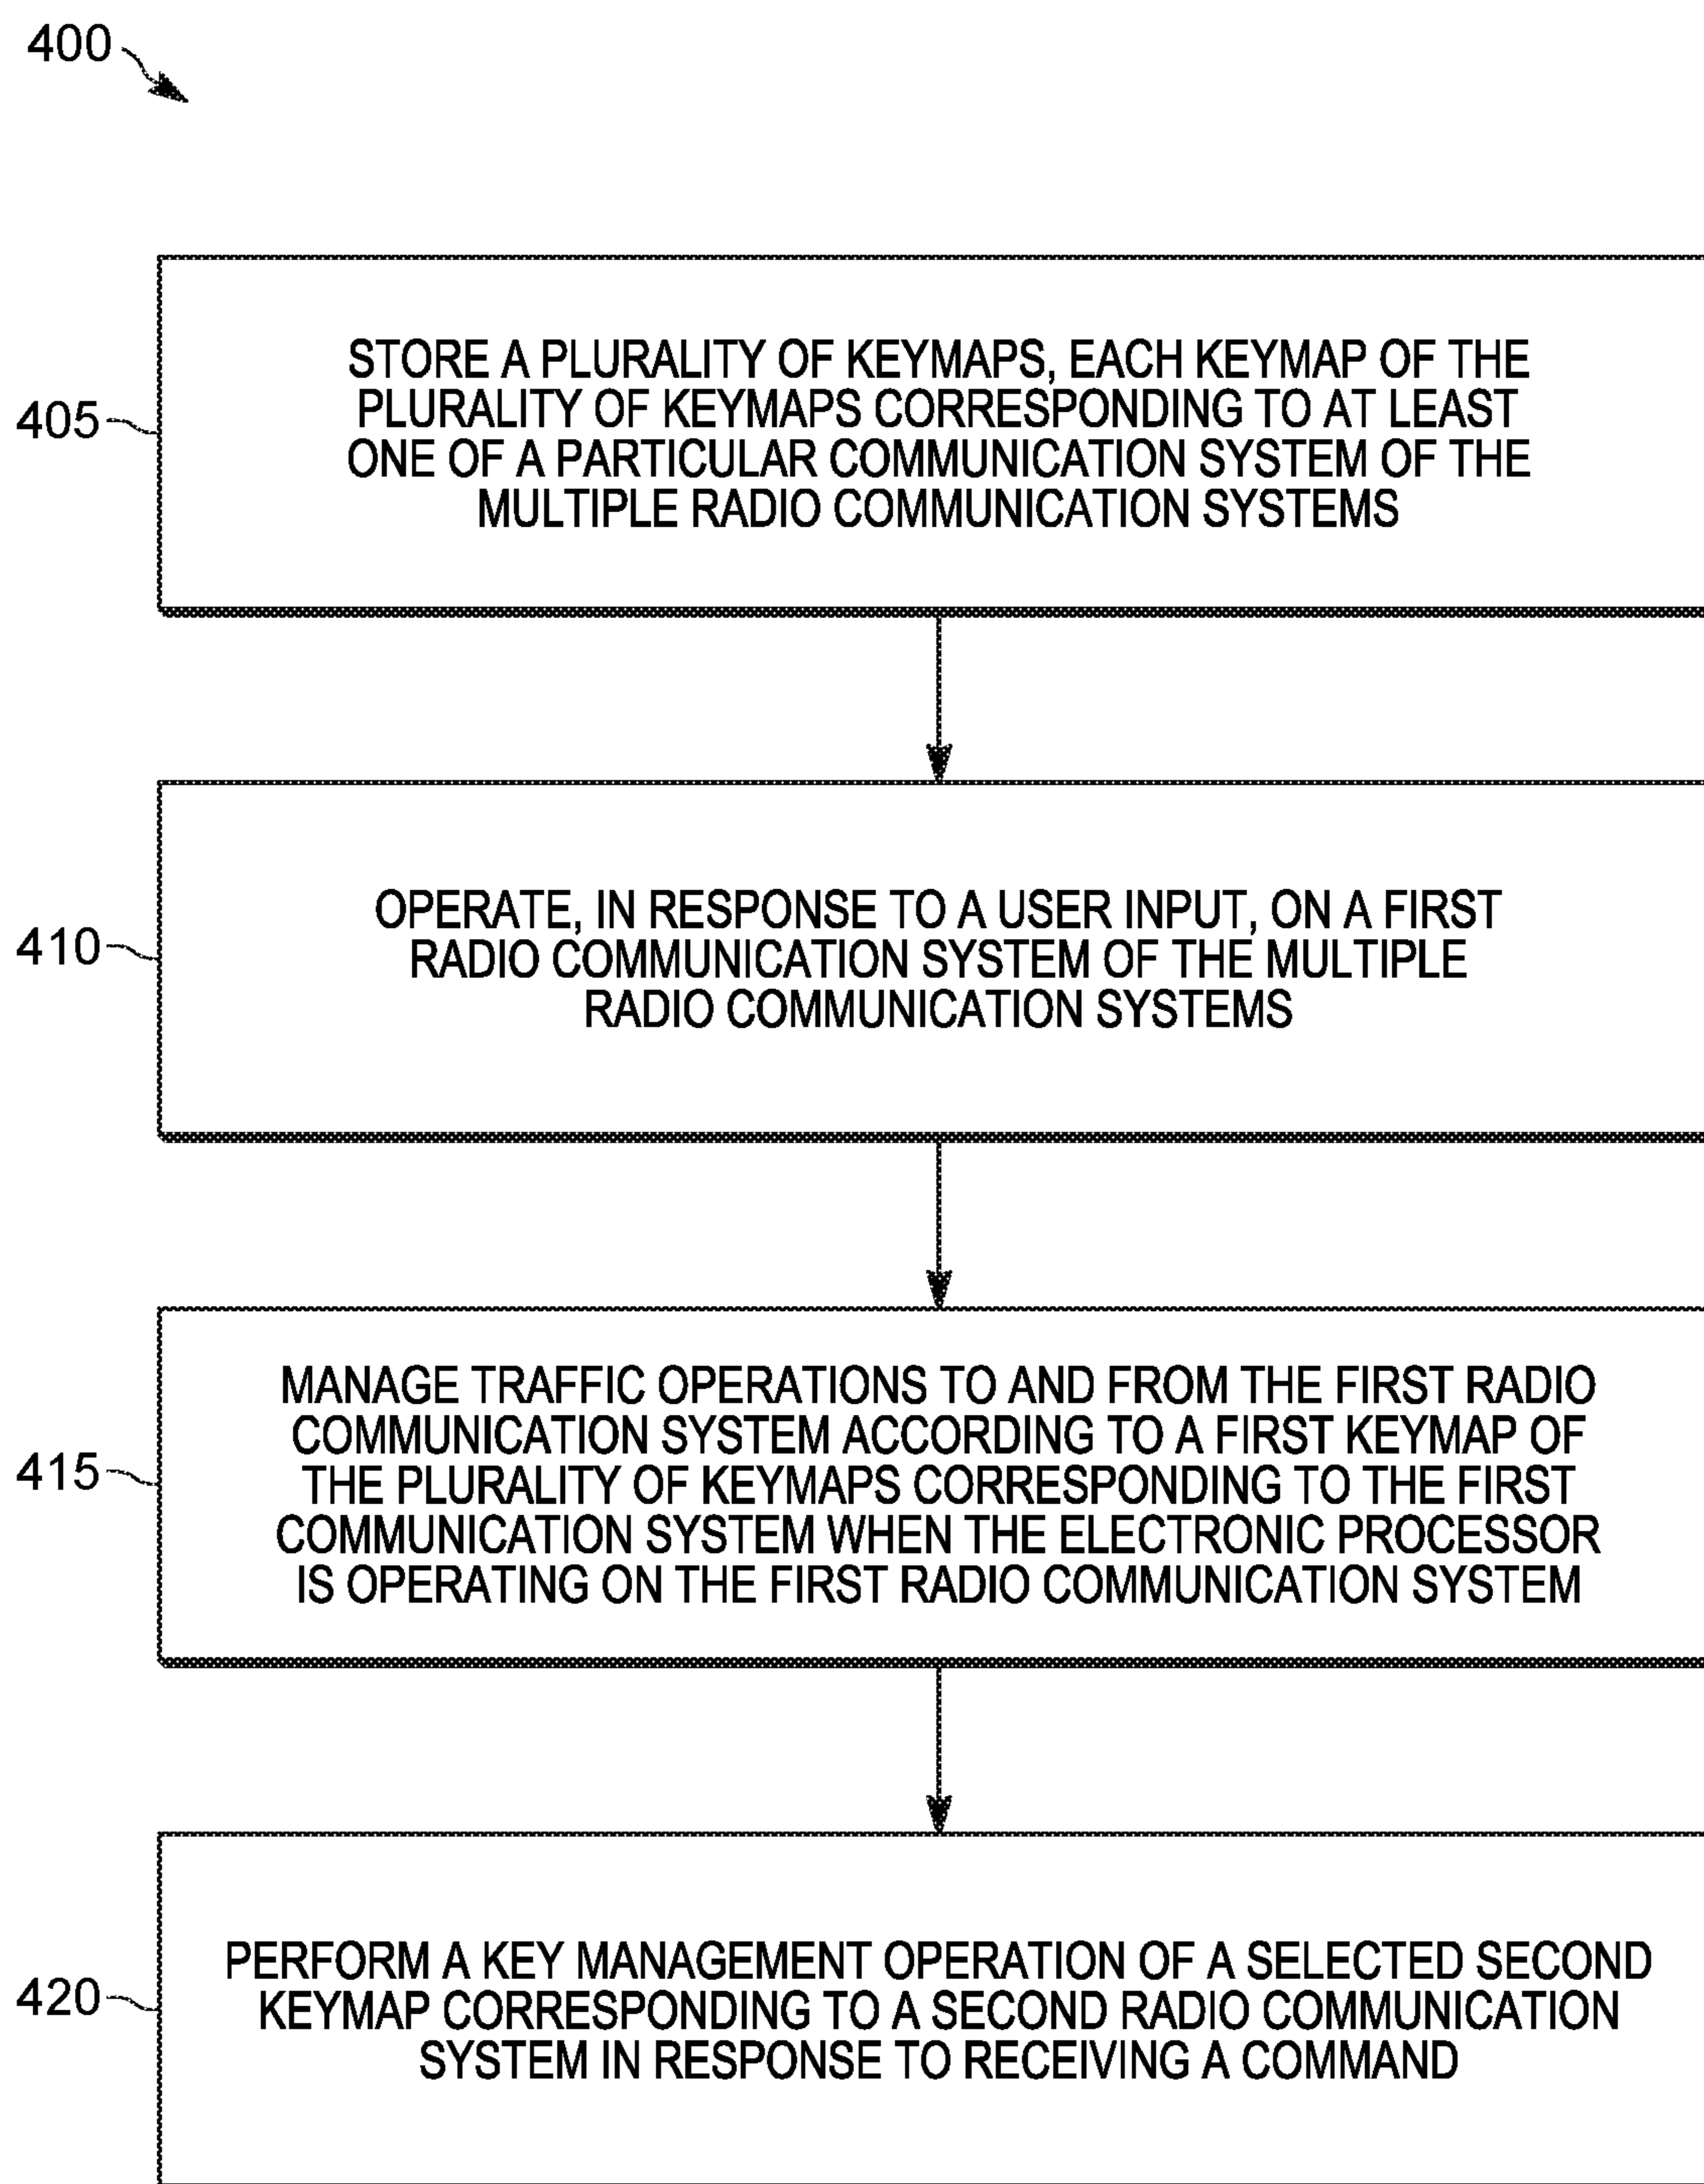 400
405
STORE A PLURALITY OF KEYMAPS, EACH KEYMAP OF THE
PLURALITY OF KEYMAPS CORRESPONDING TO AT LEAST
ONE OF A PARTICULAR COMMUNICATION SYSTEM OF THE
MULTIPLE RADIO COMMUNICATION SYSTEMS
410
OPERATE, IN RESPONSE TO A USER INPUT, ON A FIRST
RADIO COMMUNICATION SYSTEM OF THE MULTIPLE
RADIO COMMUNICATION SYSTEMS
415
MANAGE TRAFFIC OPERATIONS TO AND FROM THE FIRST RADIO
COMMUNICATION SYSTEM ACCORDING TO A FIRST KEYMAP OF
THE PLURALITY OF KEYMAPS CORRESPONDING TO THE FIRST
COMMUNICATION SYSTEM WHEN THE ELECTRONIC PROCESSOR
IS OPERATING ON THE FIRST RADIO COMMUNICATION SYSTEM
420
PERFORM A KEY MANAGEMENT OPERATION OF A SELECTED SECOND
KEYMAP CORRESPONDING TO A SECOND RADIO COMMUNICATION
SYSTEM IN RESPONSE TO RECEIVING A COMMAND